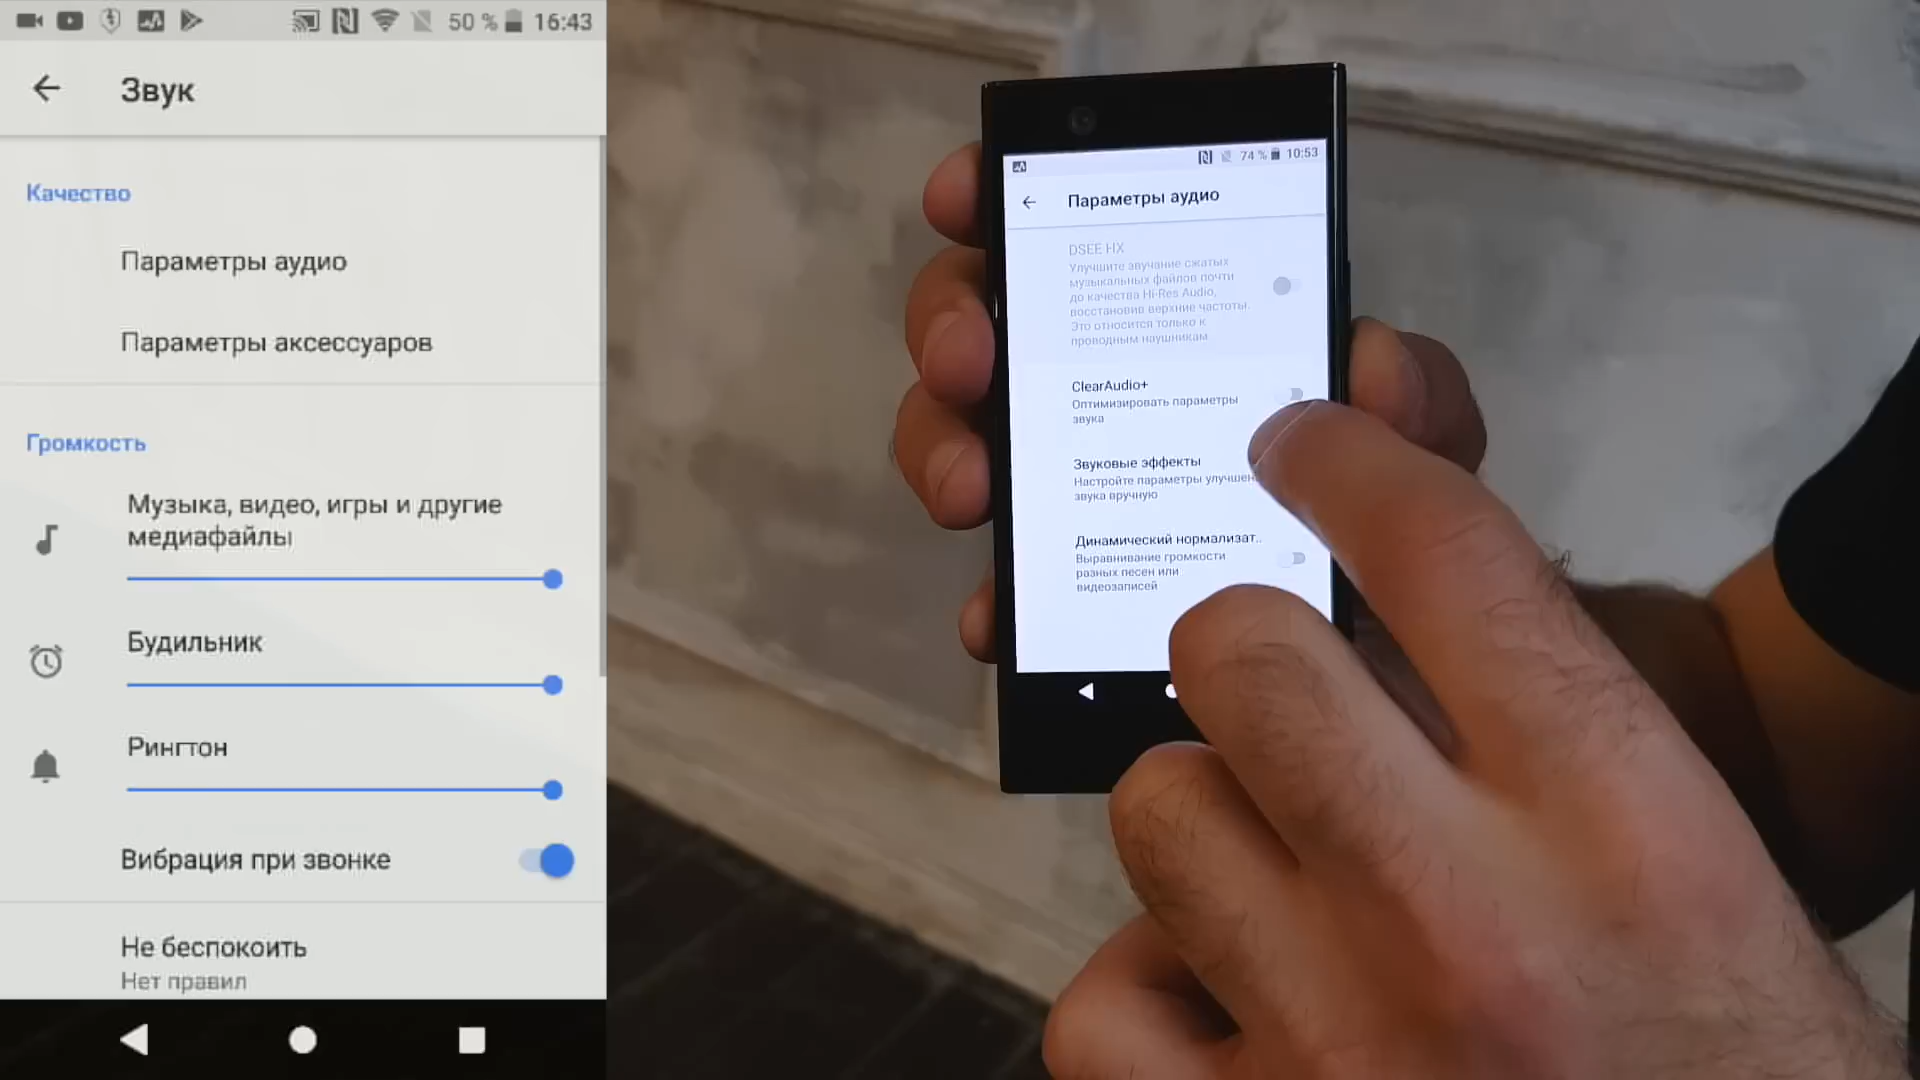 50 % 16:43
Звук
Качество
Параметры аудио
Параметры аксессуаров
Громкость
Музыка, видео, игры и другие
медиафайлы
Будильник
Рингтон
Вибрация при звонке
Не беспокоить
Нет правил
74 % 10:53
Параметры аудио
DSEE HX
Улучшите звучание сжатых
музыкальных файлов почти
до качества Hi-Res Audio,
восстановив верхние частоты.
Это относится только к
проводным наушникам.
ClearAudio+
Оптимизировать параметры
звука
Звуковые эффекты
Настройте параметры улучшен
звука вручную
Динамический нормализат..
Выравнивание громкости
разных песен или
видеозаписей